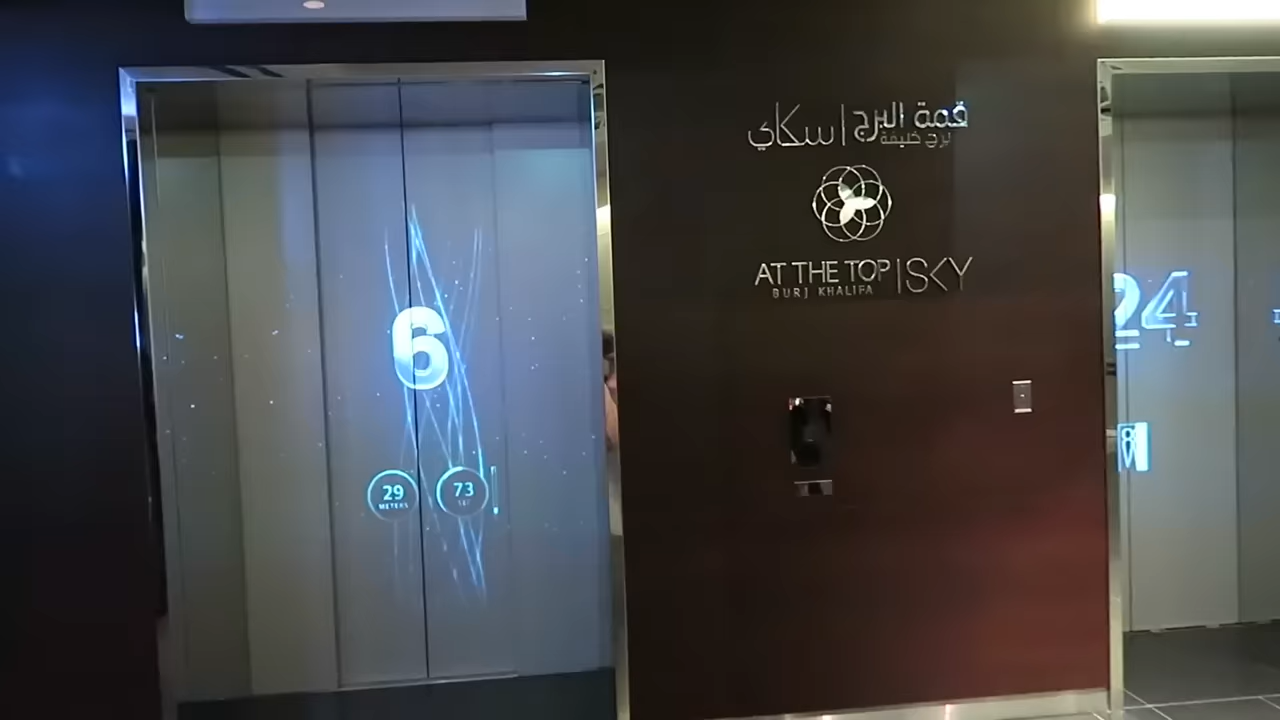 6
29
METERS
73
قمة البرج | سكاي
برج خليفة
AT THE TOP | SKY
BURJ KHALIFA
24